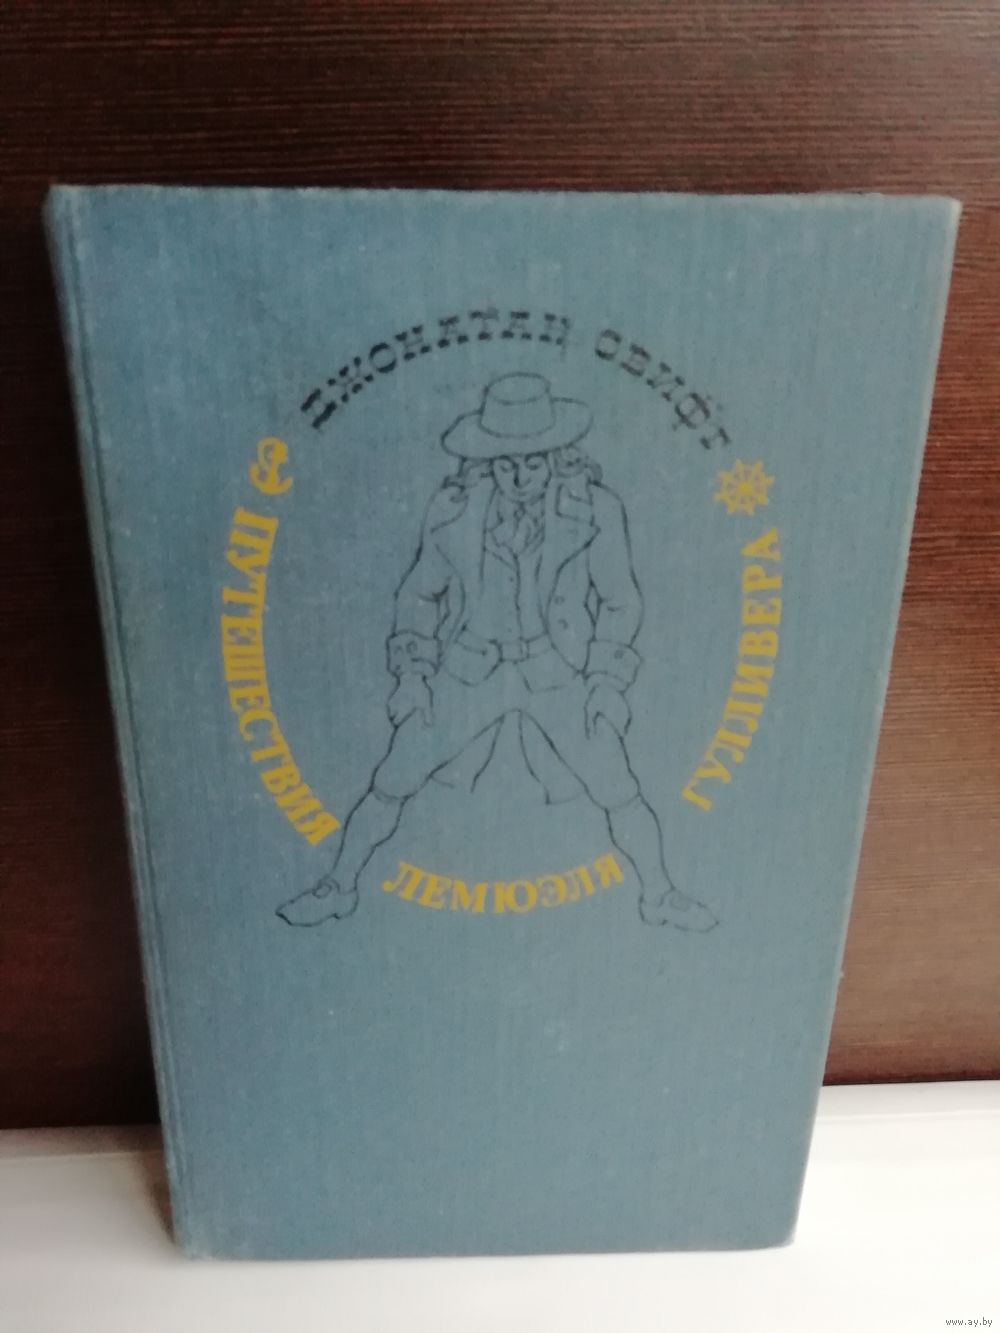 ДЖОНАТАН СВИФТ
ПУТЕШЕСТВИЯ
ЛЕМЮЭЛЯ
ГУЛЛИВЕРА
www.ay.by